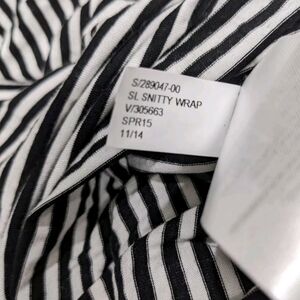 S/289047-00
SL SNITTY WRAP
V/305663
SPR15
11/14